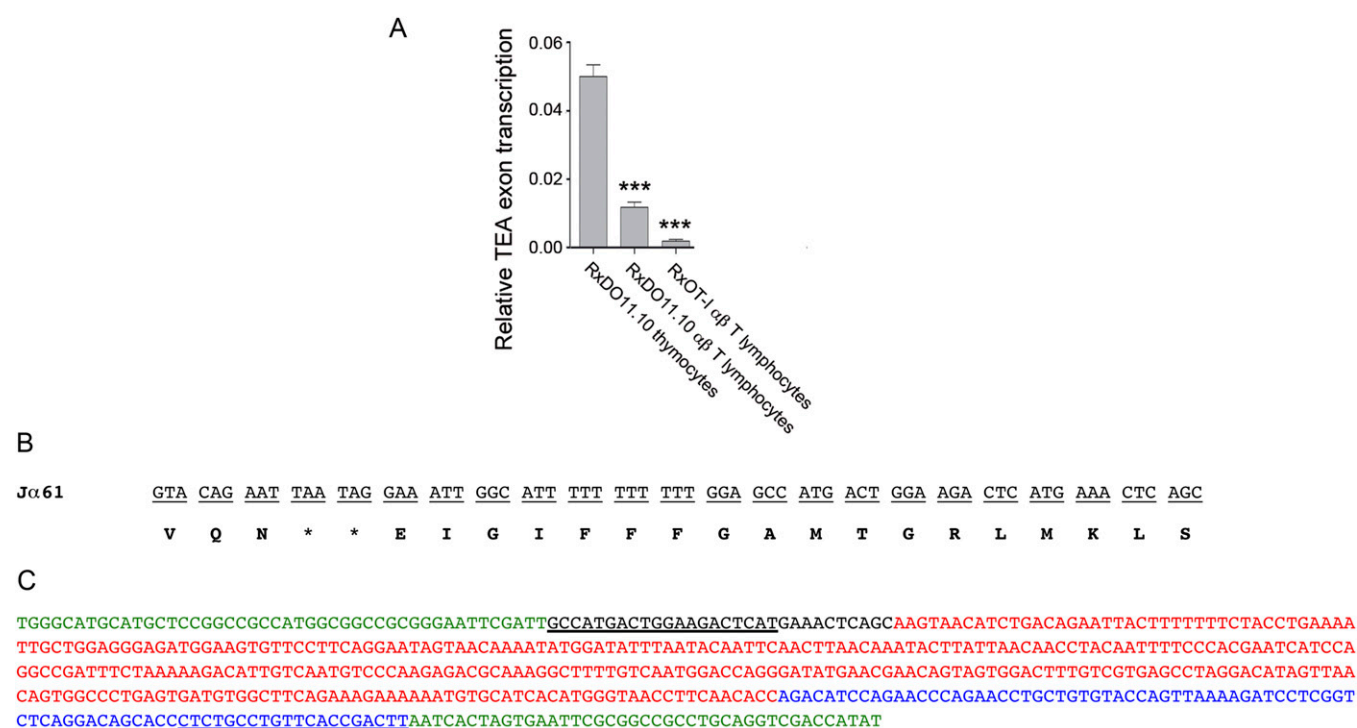 A
Relative TEA exon transcription
0.06
0.04
0.02
0.00
***
***
RxDO11.10 thymocytes
RxDO11.10 αβ T lymphocytes
RxOT-I αβ T lymphocytes
B
Jα61 GTA CAG AAT TAA TAG GAA ATT GGC ATT TTT TTT TTT GGA GCC ATG ACT GGA AGA CTC ATG AAA CTC AGC
V Q N * * E I G I F F F G A M T G R L M K L S
C
TGGGCATGCATGCTCCGGCCGCCATGGCGGCCGCGGGAATTCGATTGCCATGACTGGAAGACTCATGAAACTCAGCAAGTAACATCTGACAGAATTACTTTTTTTCTACCTGAAAA
TTGCTGGAGGGAGATGGAAGTGTTCCTTCAGGAATAGTAACAAAATATGGATATTTAATACAATTCAACTTAACAAATACTTATTAACAACCTACAATTTTCCCACGAATCATCCA
GGCCGATTTCTAAAAAGACATTGTCAATGTCCCAAGAGACGCAAAGGCTTTTGTCAATGGACCAGGGATATGAACGAACAGTAGTGGACTTTGTCGTGAGCCTAGGACATAGTTAA
CAGTGGCCCTGAGTGATGTGGCTTCAGAAAGAAAAAATGTGCATCACATGGGTAACCTTCAACACCAGACATCCAGAACCCAGAACCTGCTGTGTACCAGTTAAAAGATCCTCGGT
CTCAGGACAGCACCCTCTGCCTGTTCACCGACTTAATCACTAGTGAATTCGCGGCCGCCTGCAGGTCGACCATAT